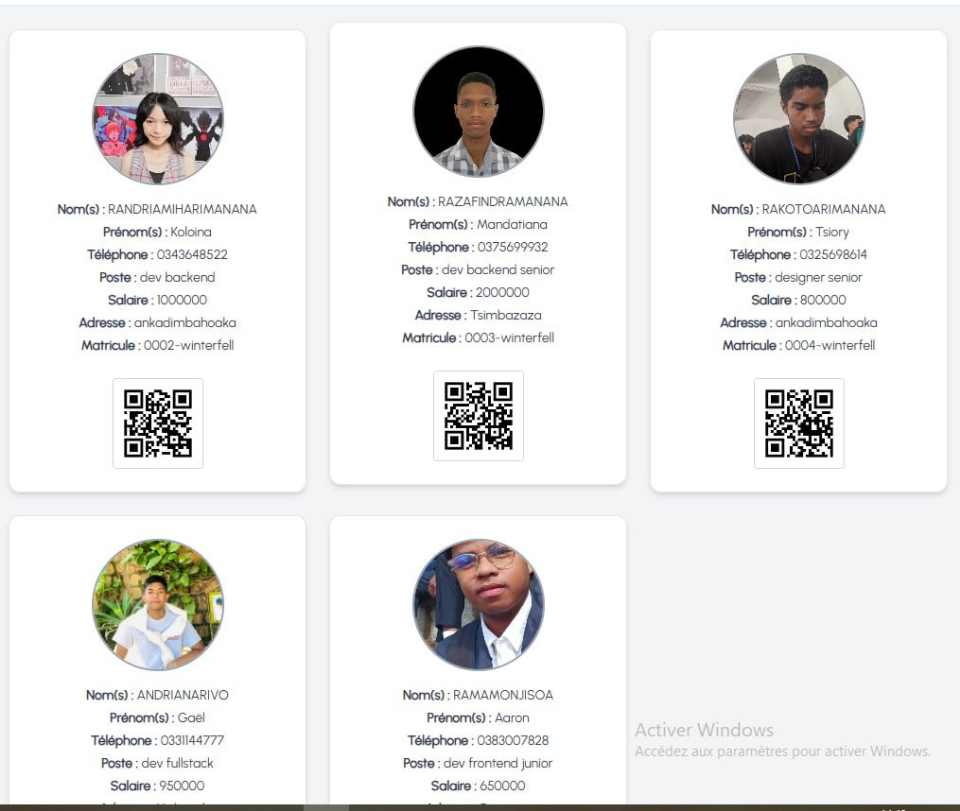 Nom(s) : RANDRIAMIHARIMANANA
Prénom(s) : Koloina
Téléphone : 0343648522
Poste : dev backend
Salaire : 1000000
Adresse : ankadimbahoaka
Matricule : 0002-winterfell
Nom(s) : RAZAFINDRAMANANA
Prénom(s) : Mandatiana
Téléphone : 0375699932
Poste : dev backend senior
Salaire : 2000000
Adresse : Tsimbazaza
Matricule : 0003-winterfell
Nom(s) : RAKOTOARIMANANA
Prénom(s) : Tsiory
Téléphone : 0325698614
Poste : designer senior
Salaire : 800000
Adresse : ankadimbahoaka
Matricule : 0004-winterfell
Nom(s) : ANDRIANARIVO
Prénom(s) : Gaël
Téléphone : 0331144777
Poste : dev fullstack
Salaire : 950000
Nom(s) : RAMAMONJISOA
Prénom(s) : Aaron
Téléphone : 0383007828
Poste : dev frontend junior
Salaire : 650000
Activer Windows
Accédez aux paramètres pour activer Windows.